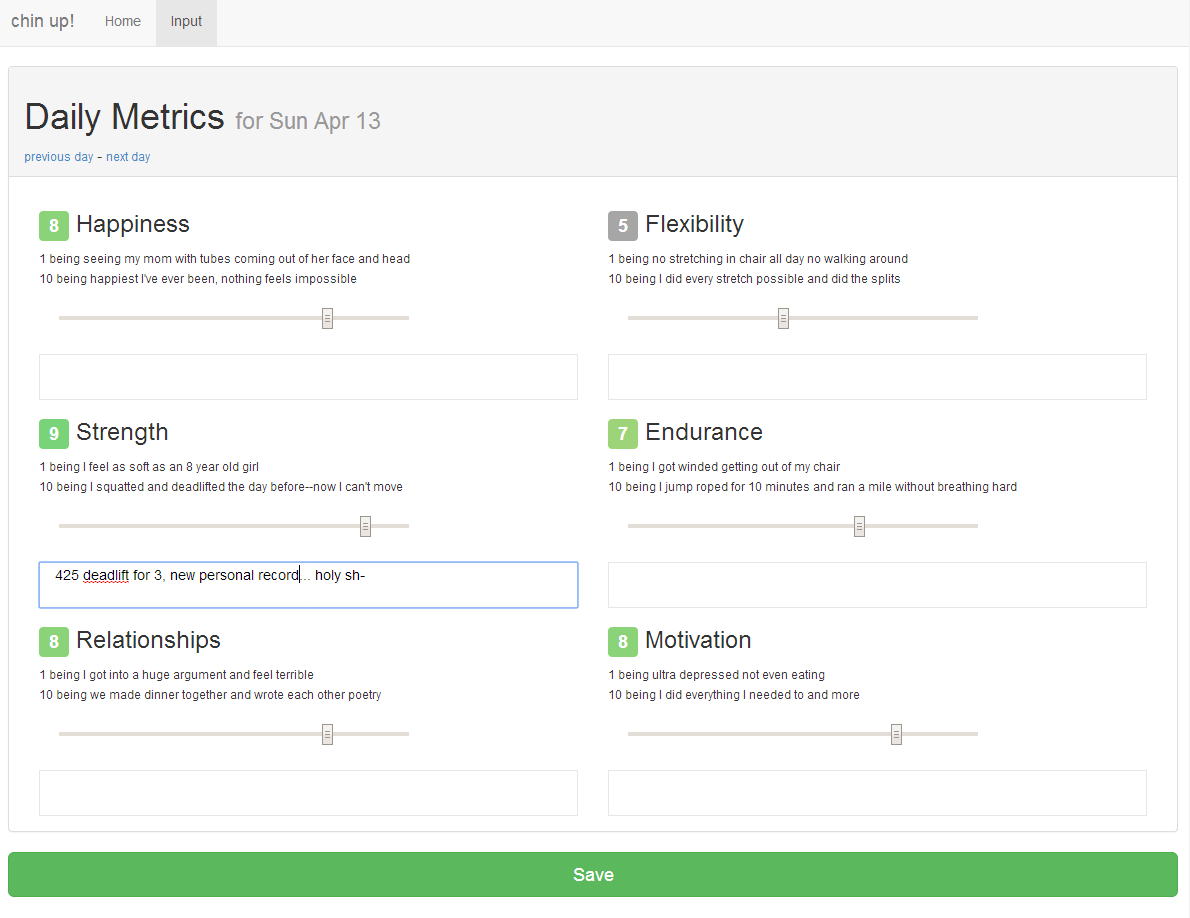 chin up! Home Input
Daily Metrics for Sun Apr 13
previous day - next day
8 Happiness
1 being seeing my mom with tubes coming out of her face and head
10 being happiest I've ever been, nothing feels impossible
5 Flexibility
1 being no stretching in chair all day no walking around
10 being I did every stretch possible and did the splits
9 Strength
1 being I feel as soft as an 8 year old girl
10 being I squatted and deadlifted the day before--now I can't move
425 deadlift for 3, new personal record... holy sh-
7 Endurance
1 being I got winded getting out of my chair
10 being I jump roped for 10 minutes and ran a mile without breathing hard
8 Relationships
1 being I got into a huge argument and feel terrible
10 being we made dinner together and wrote each other poetry
8 Motivation
1 being ultra depressed not even eating
10 being I did everything I needed to and more
Save